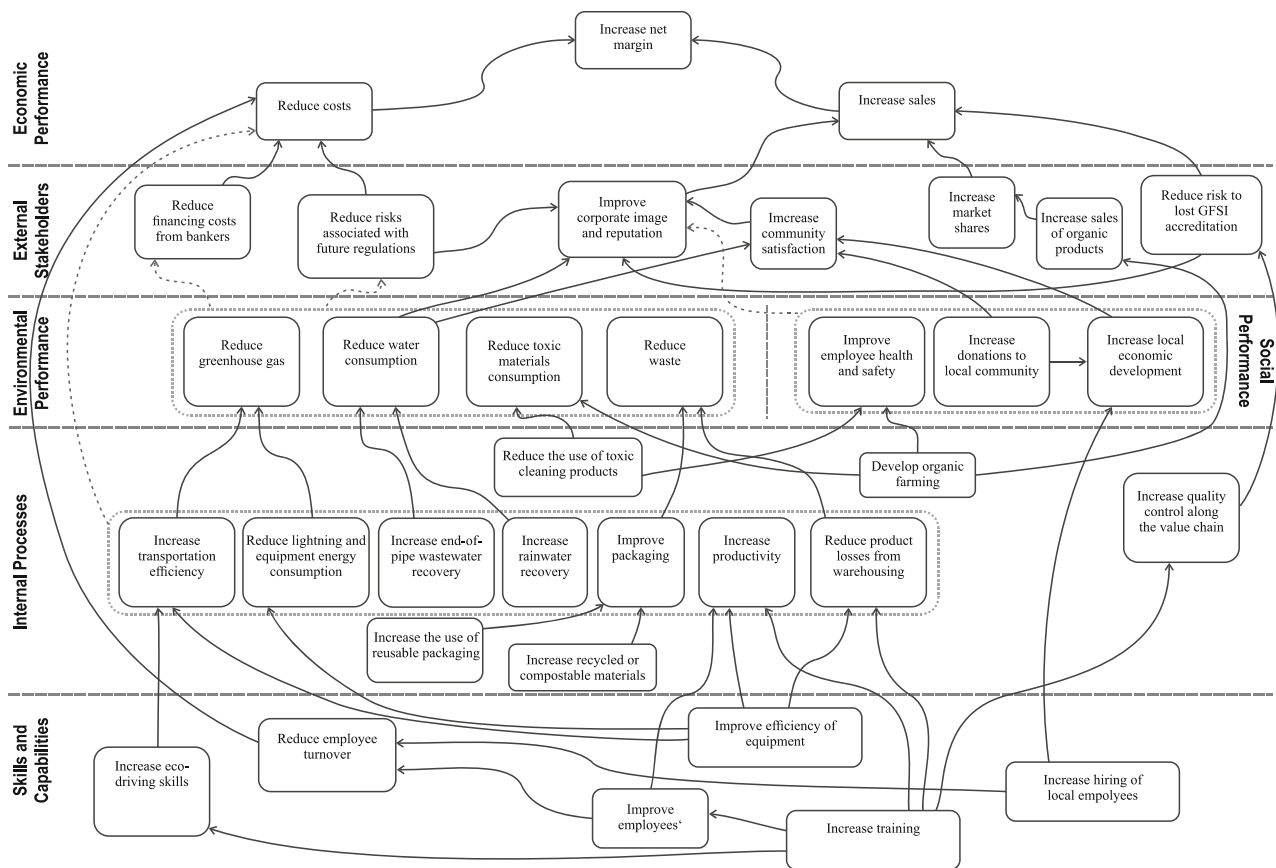 Increase net
margin
Economic
Performance
Reduce costs
Increase sales
External
Stakeholders
Reduce
financing costs
from bankers
Reduce risks
associated with
future regulations
Improve
corporate image
and reputation
Increase
community
satisfaction
Increase
market
shares
Increase sales
of organic
products
Reduce risk to
lost GFSI
accreditation
Environmental
Performance
Reduce
greenhouse gas
Reduce water
consumption
Reduce toxic
materials
consumption
Reduce
waste
Improve
employee health
and safety
Increase
donations to
local community
Increase local
economic
development
Social
Performance
Internal Processes
Reduce the use of toxic
cleaning products
Develop organic
farming
Increase quality
control along
the value chain
Increase
transportation
efficiency
Reduce lightning and
equipment energy
consumption
Increase end-of-
pipe wastewater
recovery
Increase
rainwater
recovery
Improve
packaging
Increase
productivity
Reduce product
losses from
warehousing
Increase the use of
reusable packaging
Increase recycled or
compostable materials
Skills and
Capabilities
Increase eco-
driving skills
Reduce employee
turnover
Improve efficiency of
equipment
Improve
employees‘
Increase training
Increase hiring of
local empolyees